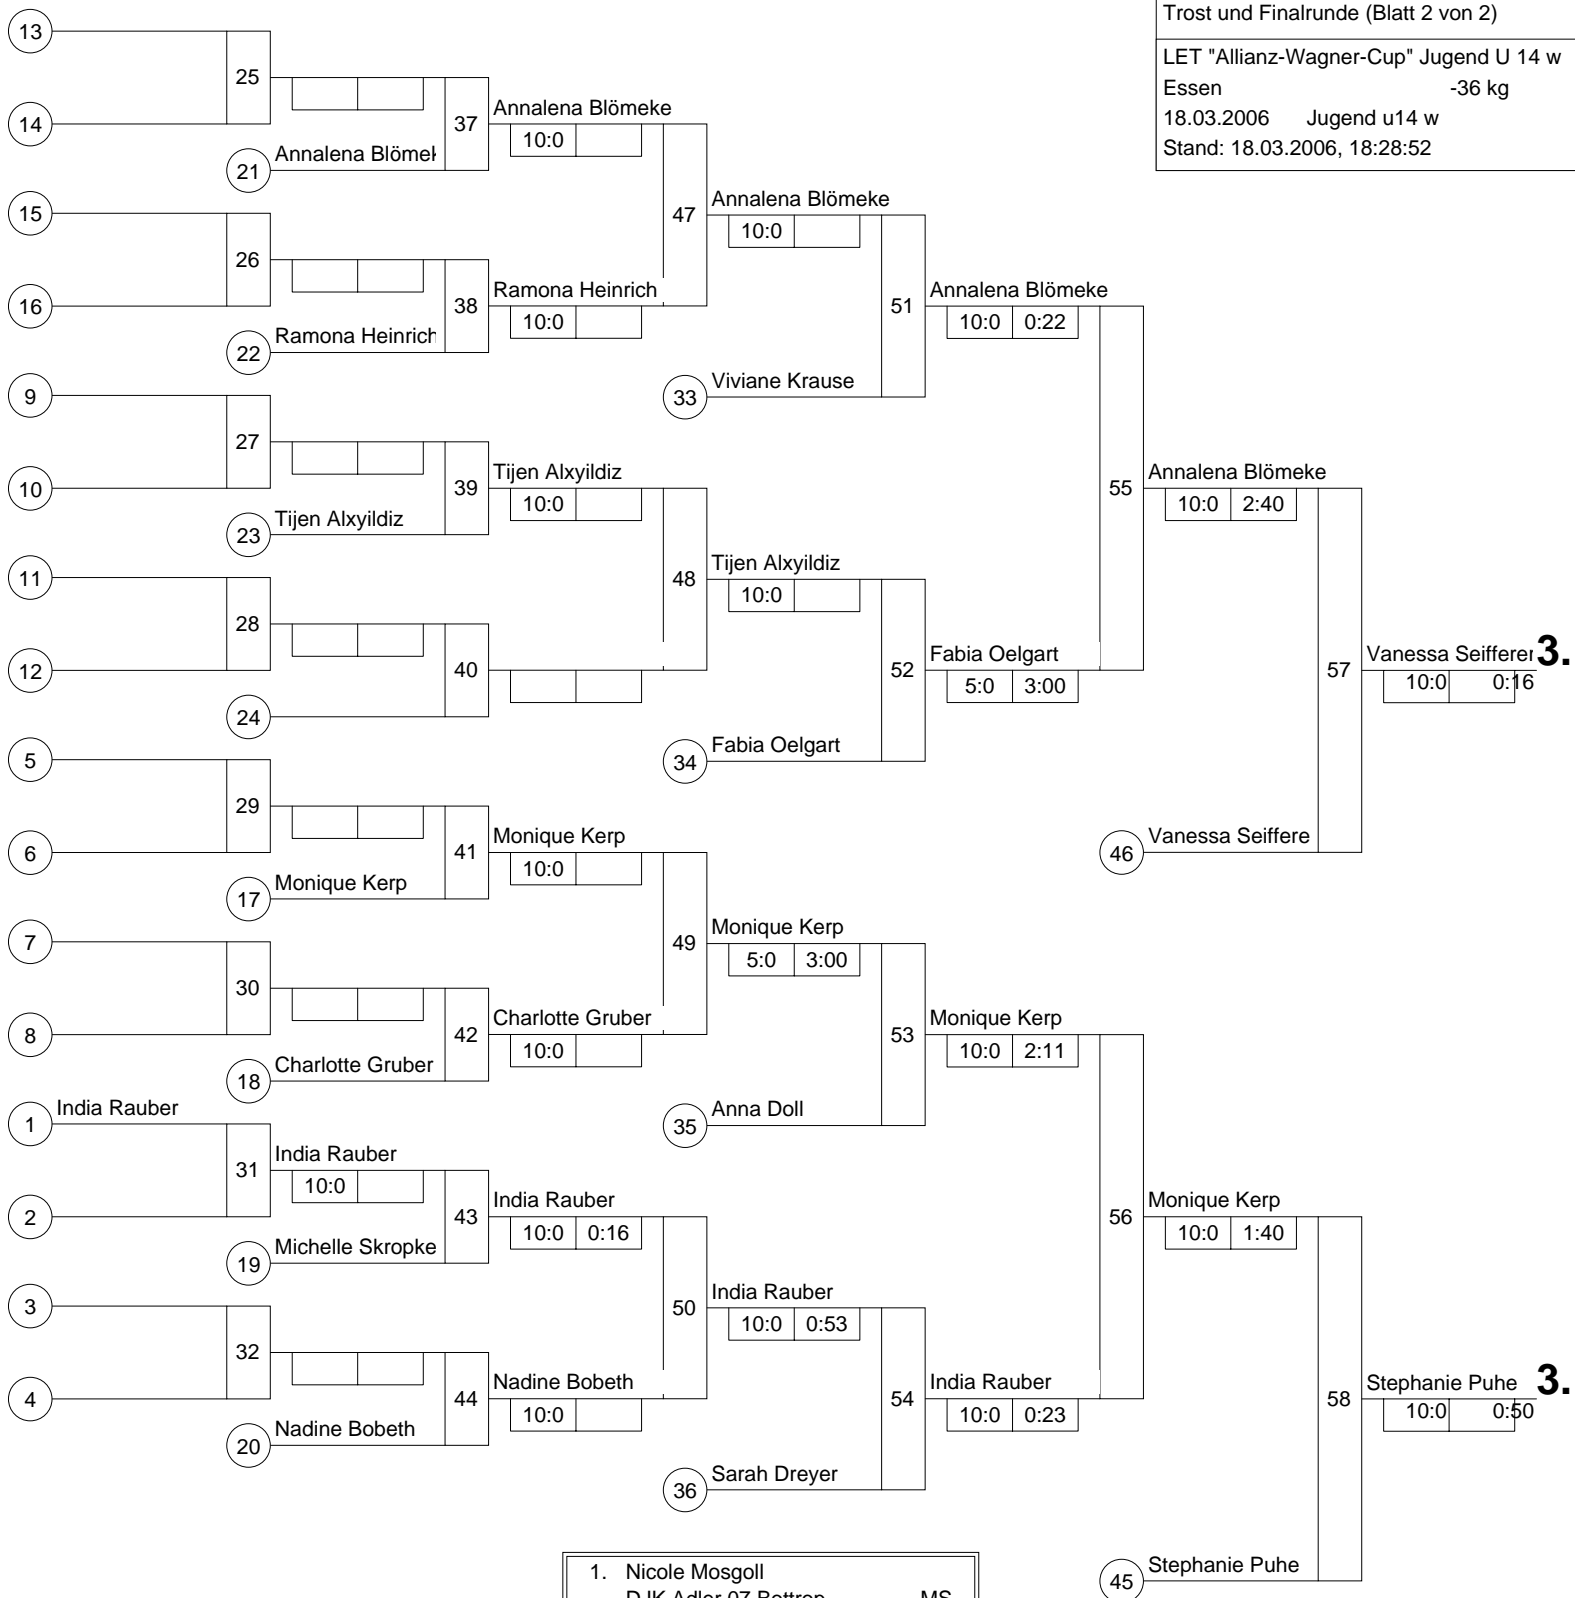 Trost und Finalrunde (Blatt 2 von 2)
LET "Allianz-Wagner-Cup" Jugend U 14 w
Essen -36 kg
18.03.2006 Jugend u14 w
Stand: 18.03.2006, 18:28:52
13
25
14
37
Annalena Blömeke
10:0
21
Annalena Blömek
15
47
Annalena Blömeke
10:0
26
16
38
Ramona Heinrich
10:0
22
Ramona Heinrich
51
Annalena Blömeke
10:0 0:22
33
Viviane Krause
9
27
10
39
Tijen Alxyildiz
10:0
23
Tijen Alxyildiz
55
Annalena Blömeke
10:0 2:40
11
48
Tijen Alxyildiz
10:0
28
12
40
24
52
Fabia Oelgart
5:0 3:00
34
Fabia Oelgart
57
Vanessa Seifferer
3.
10:0 0:16
5
29
6
41
Monique Kerp
10:0
17
Monique Kerp
46
Vanessa Seiffere
7
49
Monique Kerp
5:0 3:00
30
8
42
Charlotte Gruber
10:0
18
Charlotte Gruber
53
Monique Kerp
10:0 2:11
35
Anna Doll
1
India Rauber
31
India Rauber
10:0
2
43
India Rauber
10:0 0:16
19
Michelle Skropke
56
Monique Kerp
10:0 1:40
3
50
India Rauber
10:0 0:53
32
4
44
Nadine Bobeth
10:0
20
Nadine Bobeth
54
India Rauber
10:0 0:23
36
Sarah Dreyer
58
Stephanie Puhe
3.
10:0 0:50
45
Stephanie Puhe
1. Nicole Mosgoll
DJK Adler 07 Bottrop MS